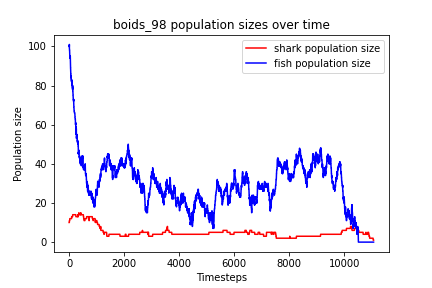 boids_98 population sizes over time
shark population size
fish population size
Population size
100
80
60
40
20
0
0 2000 4000 6000 8000 10000
Timesteps